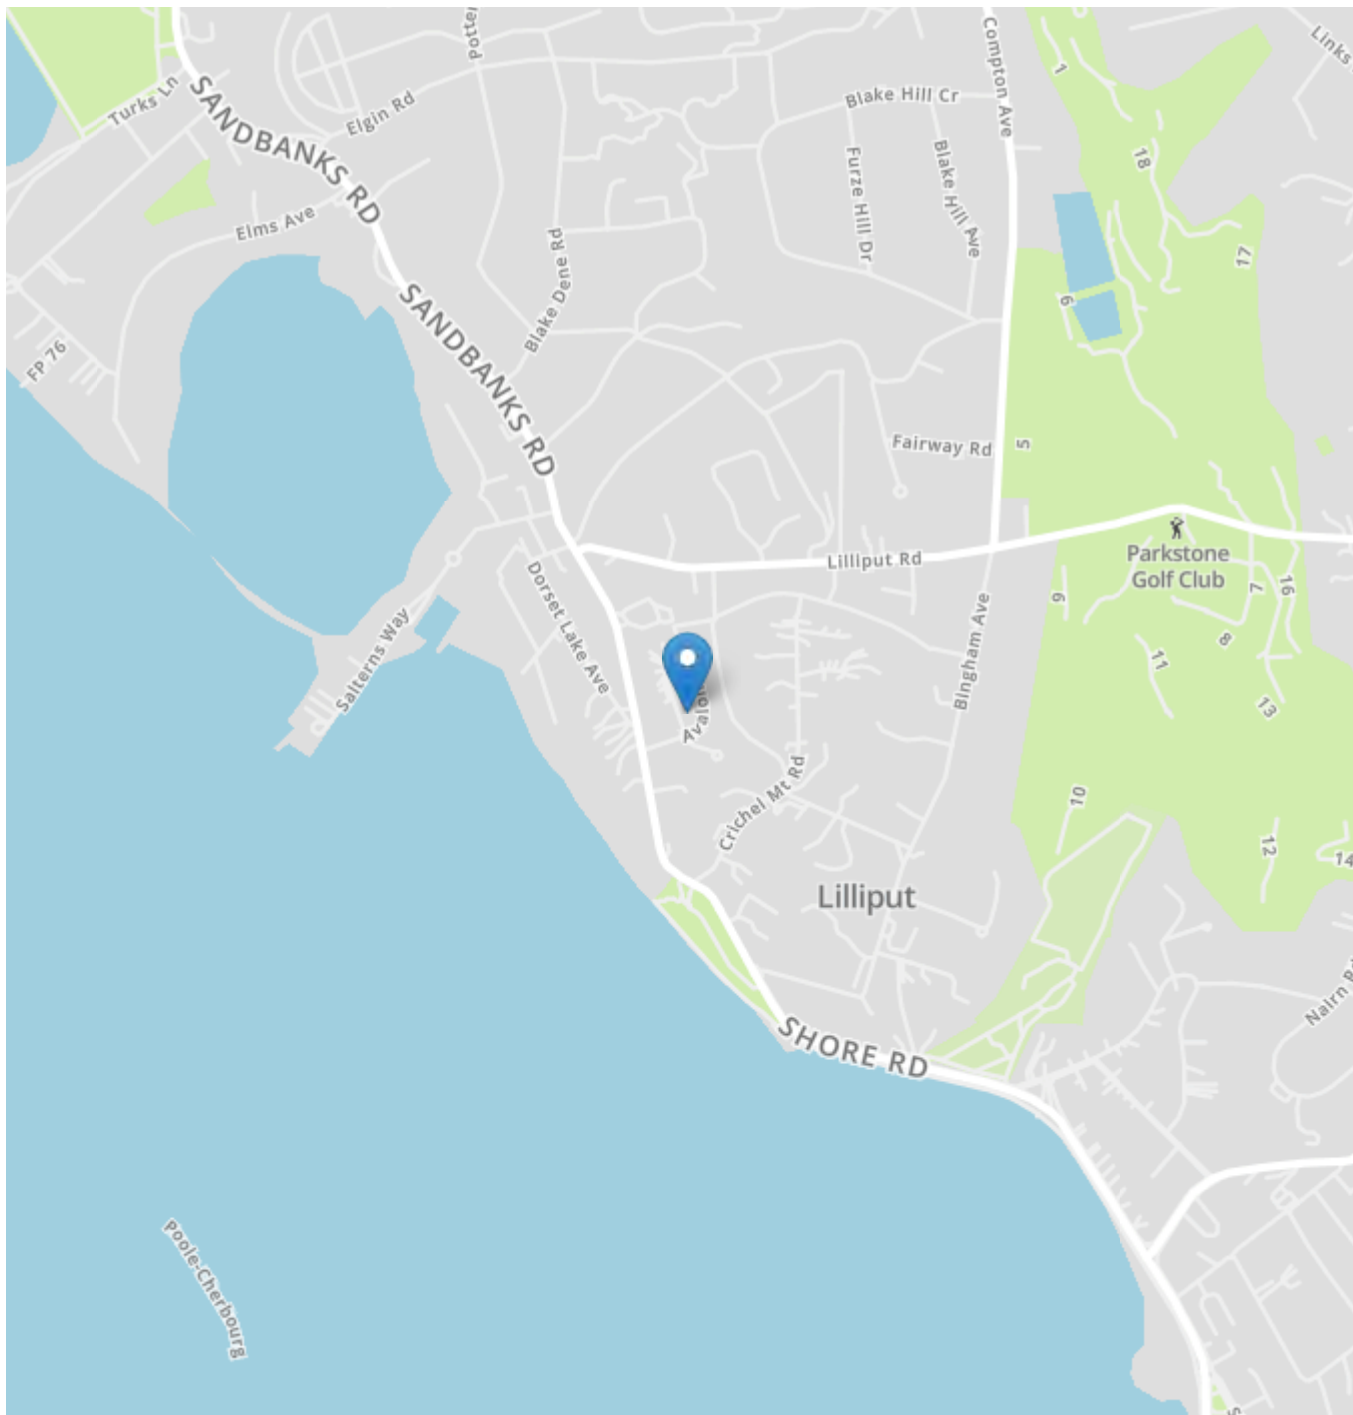 Links
Compton Ave
1
Turks Ln
SANDBANKS RD
Elgin Rd
Blake Hill Cr
18
Furze Hill Dr
Blake Hill Ave
Elms Ave
17
Blake Dene Rd
6
SANDBANKS RD
FP 76
Fairway Rd
5
Parkstone
Golf Club
Lilliput Rd
Dorset Lake Ave
9
7
16
Salterns Way
Bingham Ave
8
11
13
Crichel Mt Rd
10
12
14
Lilliput
Nairn
SHORE RD
Poole-Cherbourg